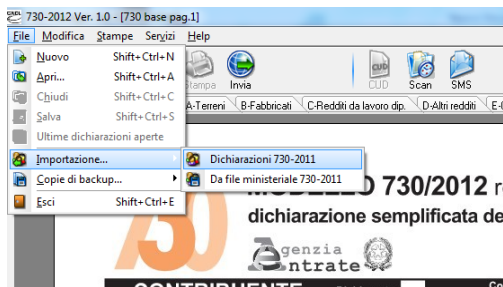 730-2012 Ver. 1.0 - [730 base pag.1]
File Modifica Stampe Servizi Help
Nuovo Shift+Ctrl+N
Apri... Shift+Ctrl+A
Chiudi Shift+Ctrl+C
Salva Shift+Ctrl+S
Ultime dichiarazioni aperte
Importazione...
Copie di backup...
Esci Shift+Ctrl+E
Dichiarazioni 730-2011
Da file ministeriale 730-2011
Stampa Invia CUD Scan SMS
A-Terreni B-Fabbricati C-Redditi da lavoro dip. D-Altri redditi E-
730
MODELLO 730/2012
dichiarazione semplificata de
Agenzia
Entrate
CONTRIBUENTE